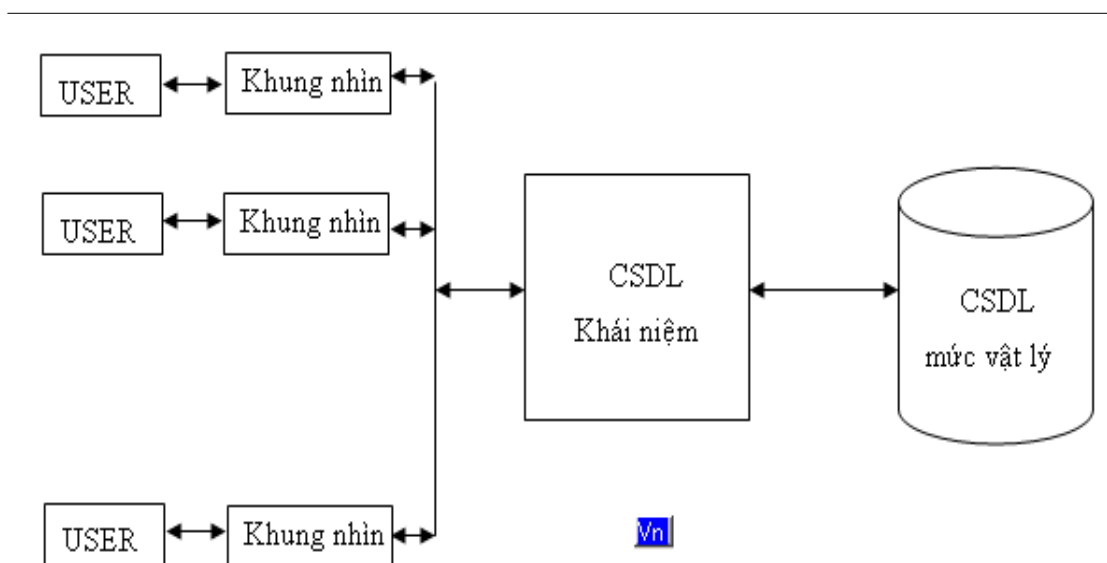 USER
Khung nhìn
USER
Khung nhìn
CSDL
Khái niệm
CSDL
mức vật lý
USER
Khung nhìn
Vn